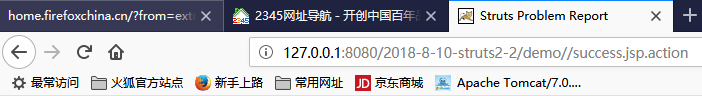 home.firefoxchina.cn/?from=ext
2345网址导航 - 开创中国百年
Struts Problem Report
127.0.0.1:8080/2018-8-10-struts2-2/demo//success.jsp.action
最常访问
火狐官方站点
新手上路
常用网址
JD 京东商城
Apache Tomcat/7.0....